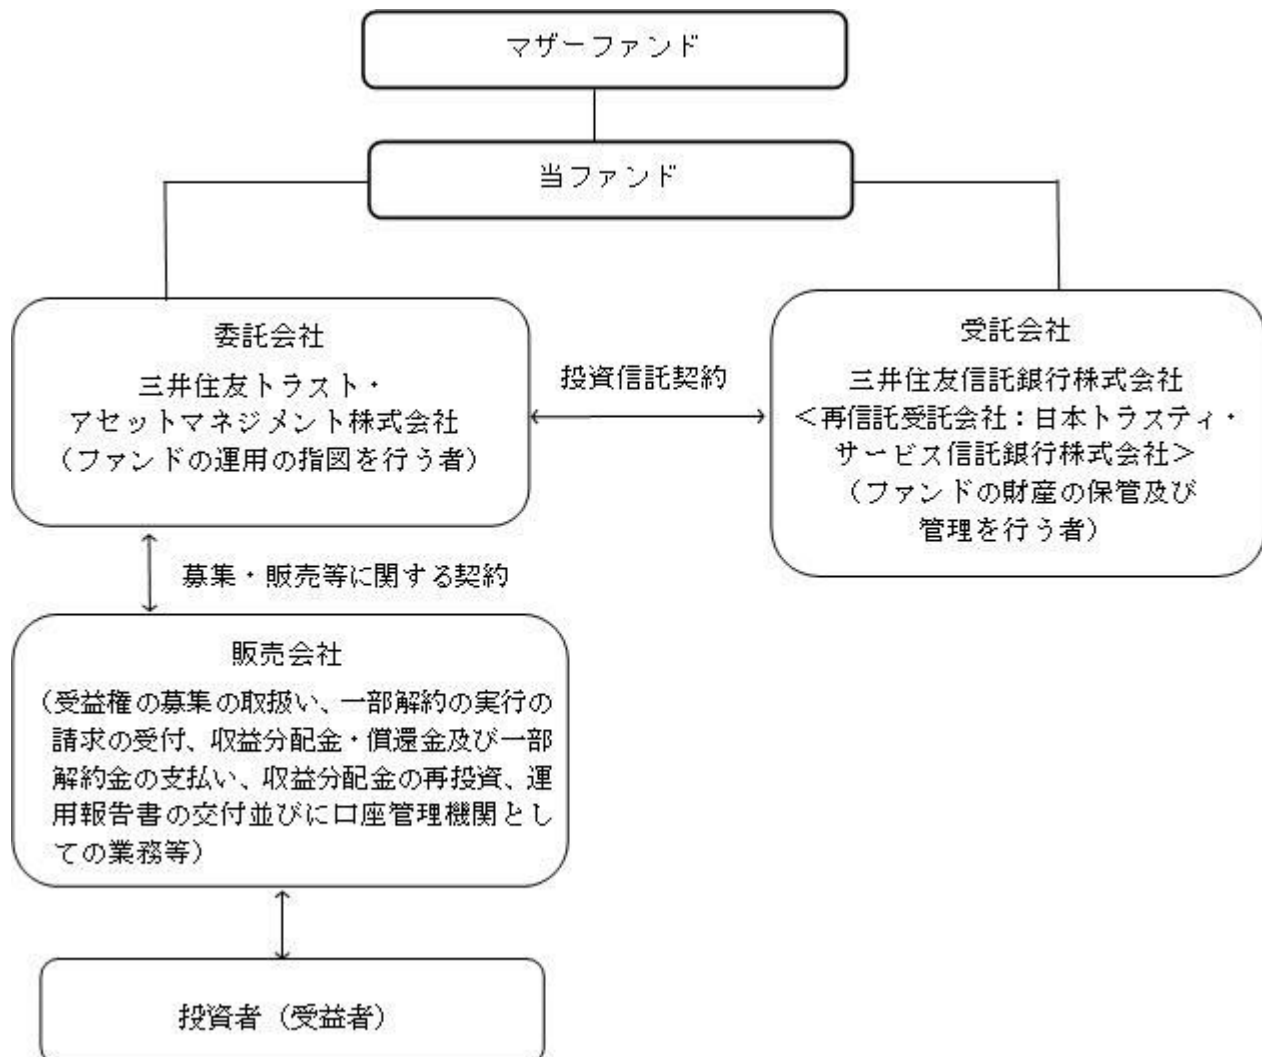 マザーファンド
当ファンド
委託会社
三井住友トラスト・
アセットマネジメント株式会社
（ファンドの運用の指図を行う者）
投資信託契約
受託会社
三井住友信託銀行株式会社
＜再信託受託会社：日本トラスティ・
サービス信託銀行株式会社＞
（ファンドの財産の保管及び
管理を行う者）
募集・販売等に関する契約
販売会社
（受益権の募集の取扱い、一部解約の実行の
請求の受付、収益分配金・償還金及び一部
解約金の支払い、収益分配金の再投資、運
用報告書の交付並びに口座管理機関とし
ての業務等）
投資者（受益者）